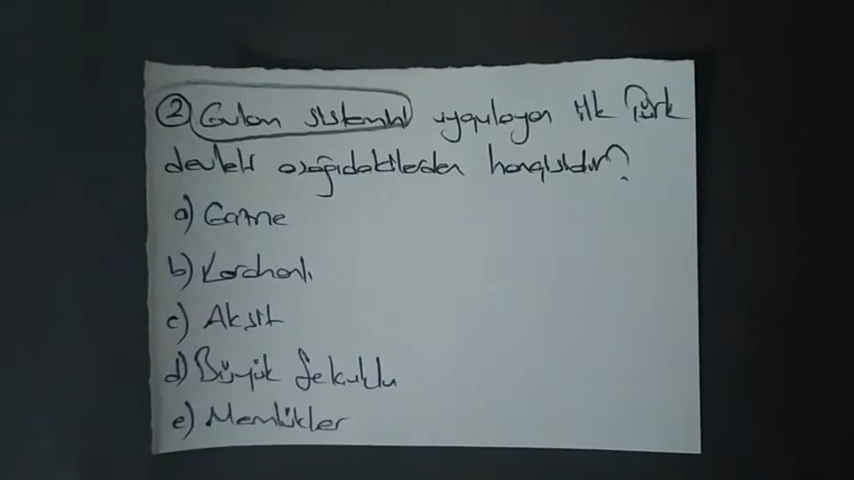 ② Gulam sistemini uygulayan ilk Türk
devleti aşağıdakilerden hangisidir?
a) Gazne
b) Karahanlı
c) Akşit
d) Büyük Selçuklu
e) Memlükler